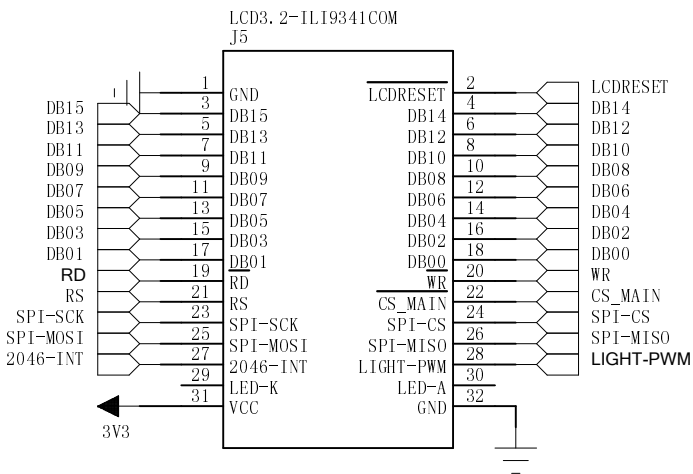 LCD3.2-ILI9341COM
J5
1 GND LCDRESET 2 LCDRESET
DB15 3 DB15 DB14 4 DB14
DB13 5 DB13 DB12 6 DB12
DB11 7 DB11 DB10 8 DB10
DB09 9 DB09 DB08 10 DB08
DB07 11 DB07 DB06 12 DB06
DB05 13 DB05 DB04 14 DB04
DB03 15 DB03 DB02 16 DB02
DB01 17 DB01 DB00 18 DB00
RD 19 RD WR 20 WR
RS 21 RS CS_MAIN 22 CS_MAIN
SPI-SCK 23 SPI-SCK SPI-CS 24 SPI-CS
SPI-MOSI 25 SPI-MOSI SPI-MISO 26 SPI-MISO
2046-INT 27 2046-INT LIGHT-PWM 28 LIGHT-PWM
29 LED-K LED-A 30
31 VCC GND 32
3V3